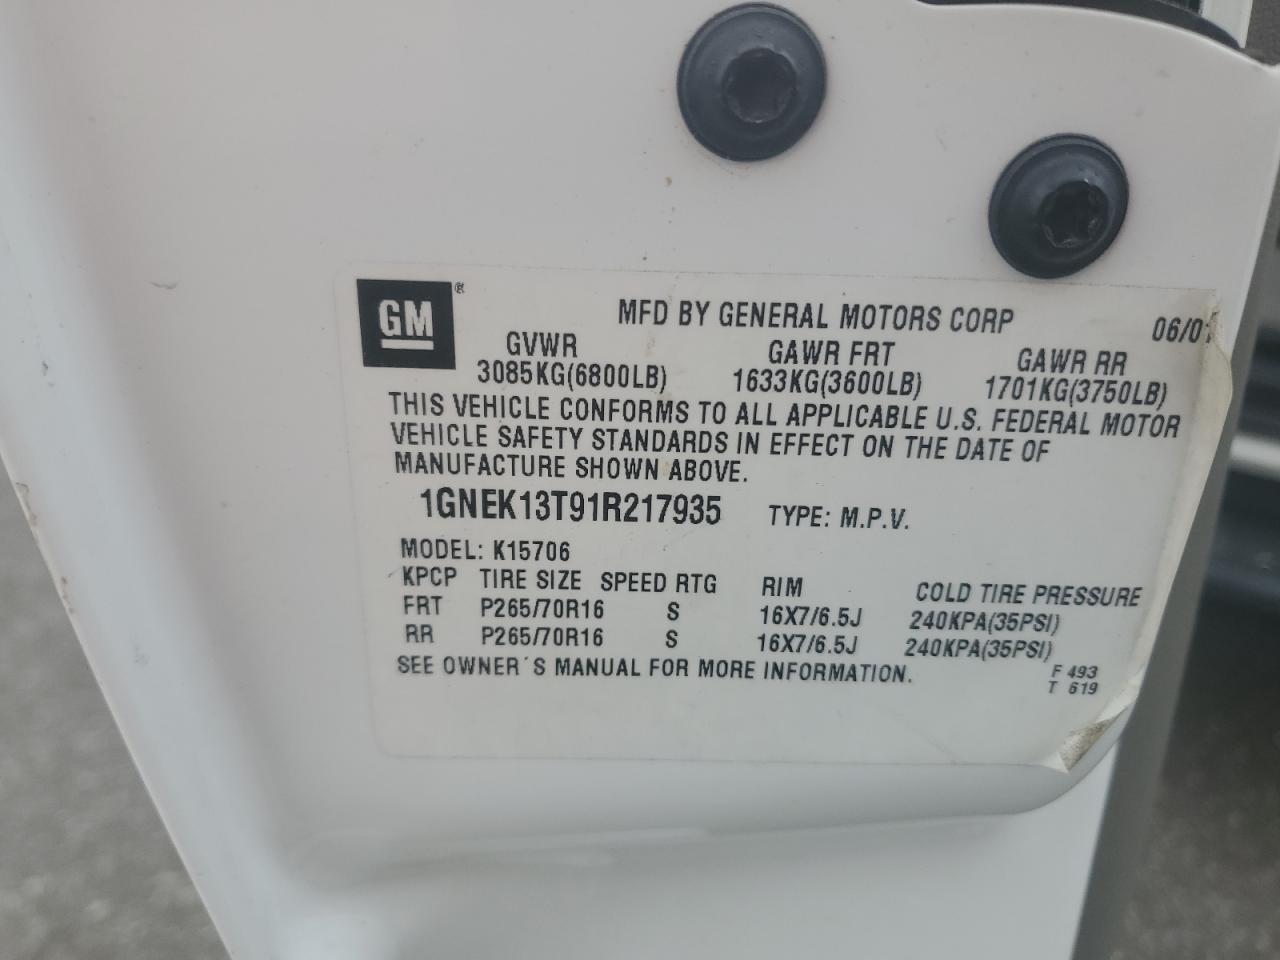 GM®
MFD BY GENERAL MOTORS CORP 06/01
GVWR GAWR FRT GAWR RR
3085KG(6800LB) 1633KG(3600LB) 1701KG(3750LB)
THIS VEHICLE CONFORMS TO ALL APPLICABLE U.S. FEDERAL MOTOR
VEHICLE SAFETY STANDARDS IN EFFECT ON THE DATE OF
MANUFACTURE SHOWN ABOVE.
1GNEK13T91R217935 TYPE: M.P.V.
MODEL: K15706
KPCP TIRE SIZE SPEED RTG RIM COLD TIRE PRESSURE
FRT P265/70R16 S 16X7/6.5J 240KPA(35PSI)
RR P265/70R16 S 16X7/6.5J 240KPA(35PSI)
SEE OWNER´S MANUAL FOR MORE INFORMATION.
F 493
T 619